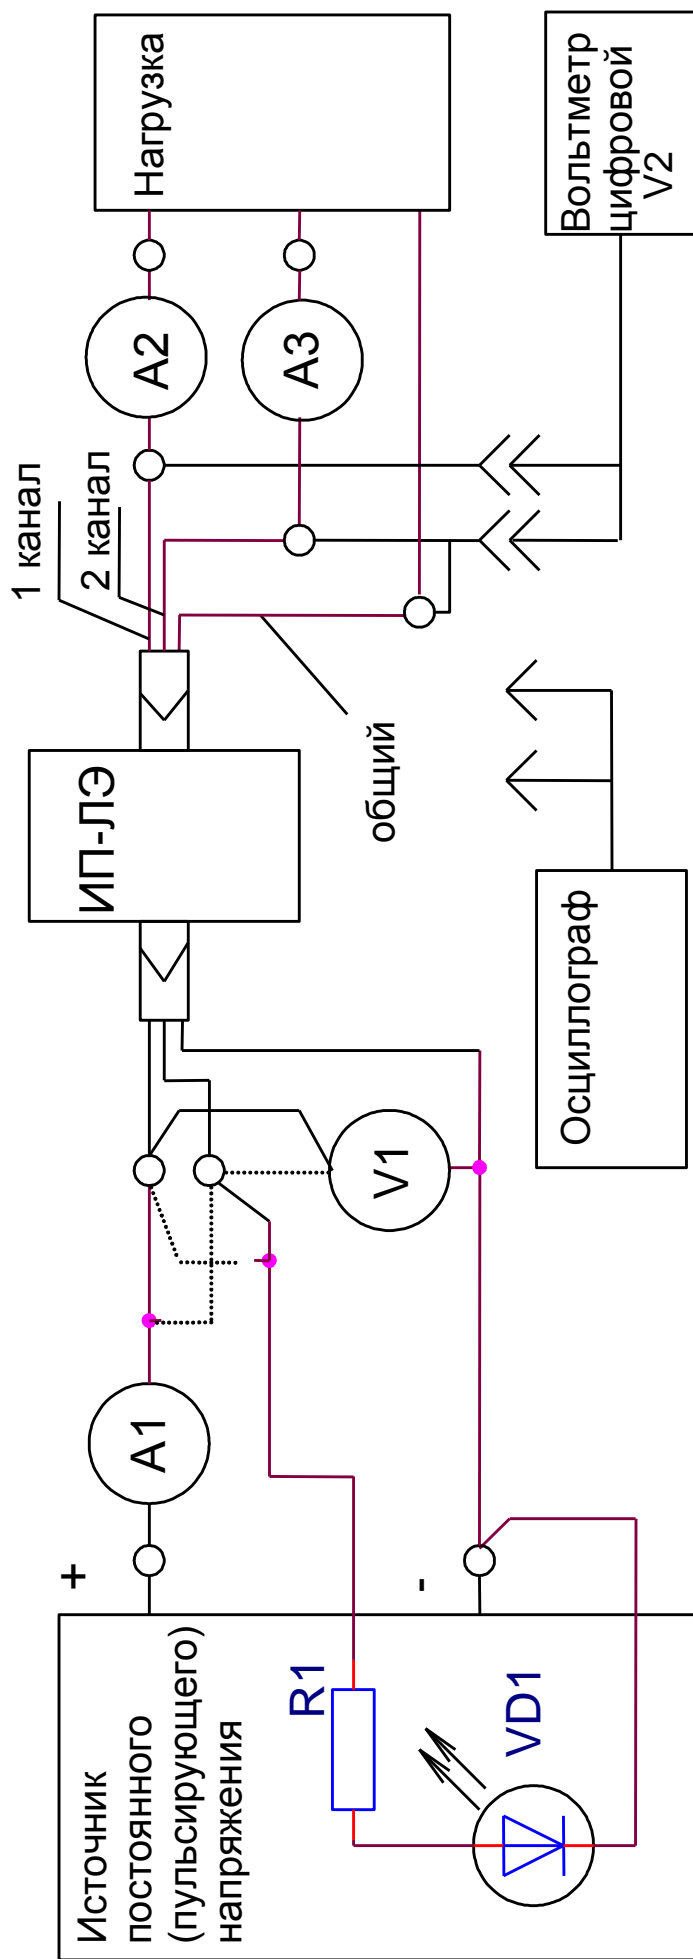 Источник
постоянного
(пульсирующего)
напряжения
+
-
R1
VD1
A1
V1
ИП-ЛЭ
1 канал
2 канал
общий
A2
A3
Нагрузка
Осциллограф
Вольтметр
цифровой
V2